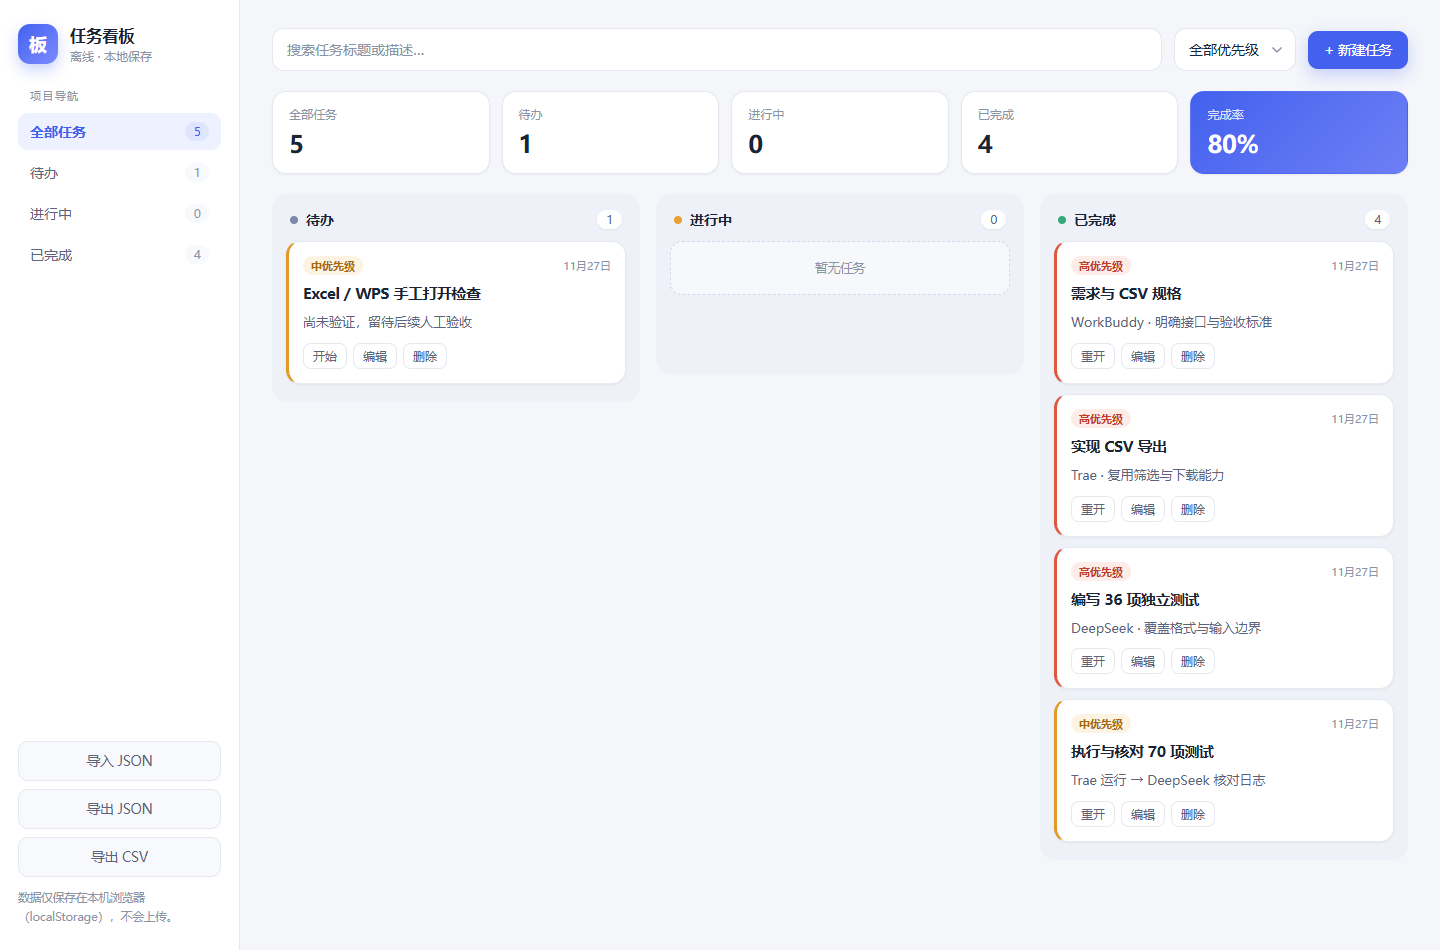 板
任务看板
离线 · 本地保存
项目导航
全部任务 5
待办 1
进行中 0
已完成 4
导入 JSON
导出 JSON
导出 CSV
数据仅保存在本机浏览器
（localStorage），不会上传。
搜索任务标题或描述...
全部优先级
+ 新建任务
全部任务
5
待办
1
进行中
0
已完成
4
完成率
80%
待办 1
中优先级 11月27日
Excel / WPS 手工打开检查
尚未验证，留待后续人工验收
开始 编辑 删除
进行中 0
暂无任务
已完成 4
高优先级 11月27日
需求与 CSV 规格
WorkBuddy · 明确接口与验收标准
重开 编辑 删除
高优先级 11月27日
实现 CSV 导出
Trae · 复用筛选与下载能力
重开 编辑 删除
高优先级 11月27日
编写 36 项独立测试
DeepSeek · 覆盖格式与输入边界
重开 编辑 删除
中优先级 11月27日
执行与核对 70 项测试
Trae 运行 → DeepSeek 核对日志
重开 编辑 删除